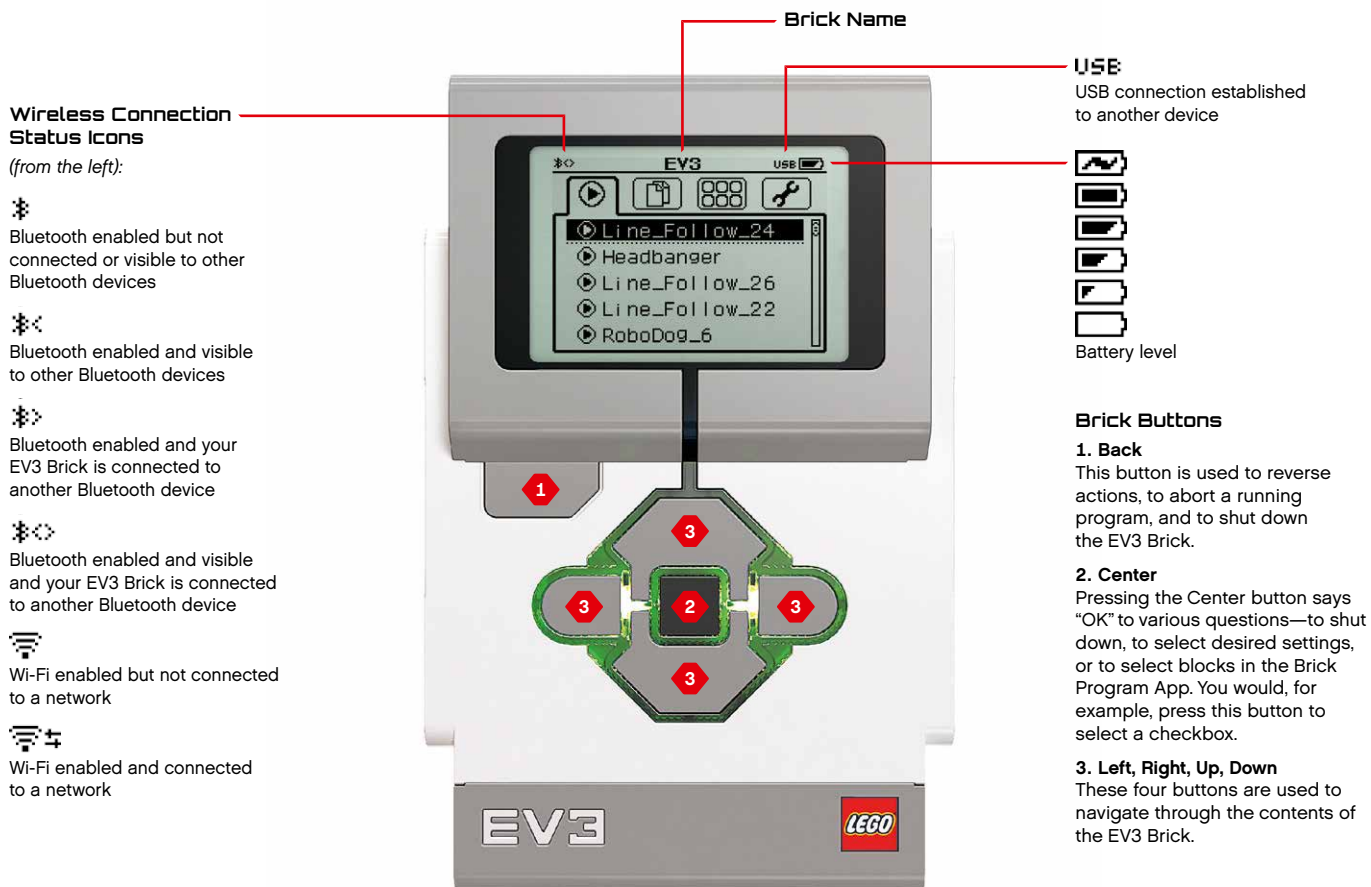 Brick Name
Wireless Connection
Status Icons
(from the left):
Bluetooth enabled but not
connected or visible to other
Bluetooth devices
Bluetooth enabled and visible
to other Bluetooth devices
Bluetooth enabled and your
EV3 Brick is connected to
another Bluetooth device
Bluetooth enabled and visible
and your EV3 Brick is connected
to another Bluetooth device
Wi-Fi enabled but not connected
to a network
Wi-Fi enabled and connected
to a network
EV3
USB
Line_Follow_24
Headbanger
Line_Follow_26
Line_Follow_22
RoboDog_6
1
3
3
2
3
3
EV3
LEGO
USB
USB connection established
to another device
Battery level
Brick Buttons
1. Back
This button is used to reverse
actions, to abort a running
program, and to shut down
the EV3 Brick.
2. Center
Pressing the Center button says
“OK” to various questions—to shut
down, to select desired settings,
or to select blocks in the Brick
Program App. You would, for
example, press this button to
select a checkbox.
3. Left, Right, Up, Down
These four buttons are used to
navigate through the contents of
the EV3 Brick.